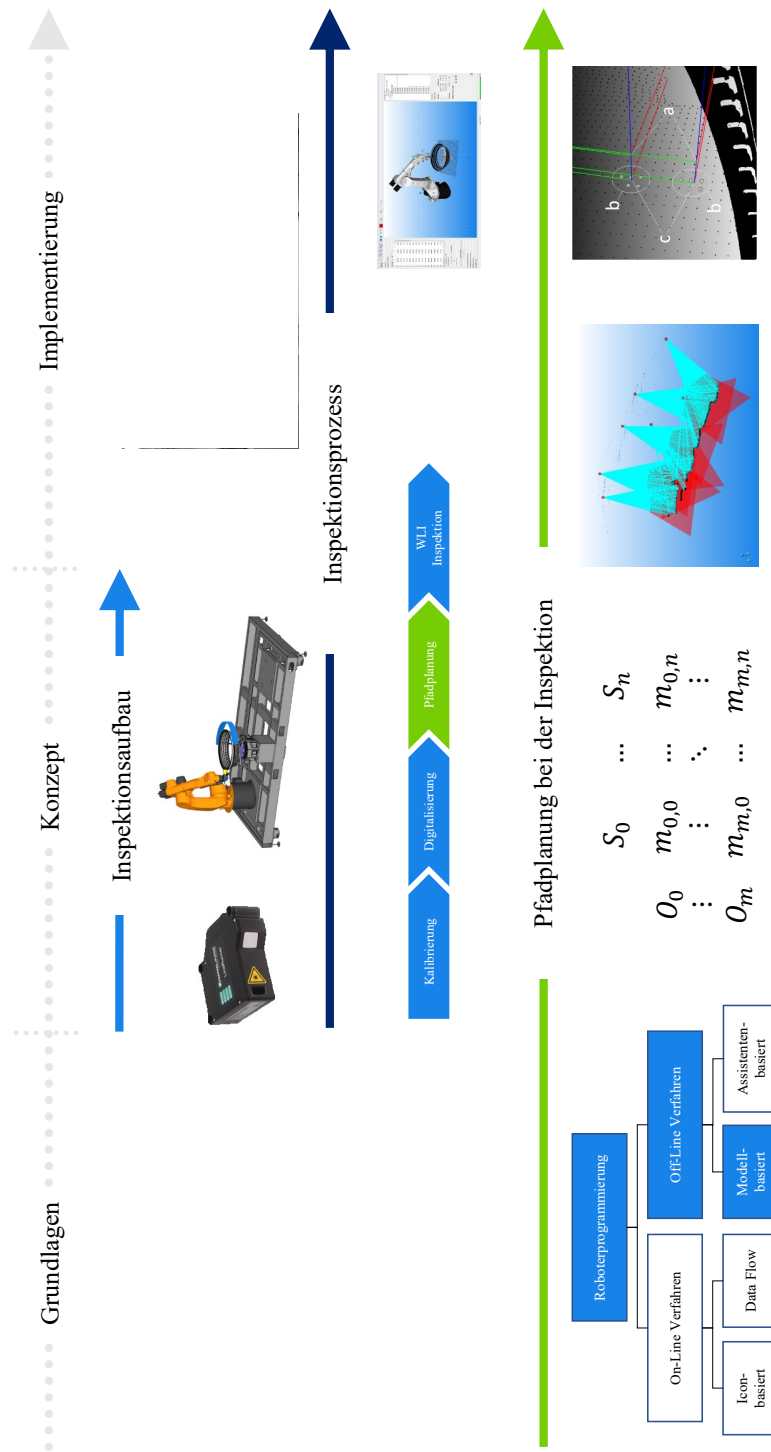 Grundlagen
Konzept
Implementierung
Inspektionsaufbau
Inspektionsprozess
Kalibrierung
Digitalisierung
Pfadplanung
WLI
Inspektion
Pfadplanung bei der Inspektion
Roboterprogrammierung
On-Line Verfahren
Off-Line Verfahren
Icon-
basiert
Data Flow
Modell-
basiert
Assistenten-
basiert
S_0 ⋯ S_n
O_0 m_{0,0} ⋯ m_{0,n}
⋮ ⋮ ⋱ ⋮
O_m m_{m,0} ⋯ m_{m,n}
b
c
a
b